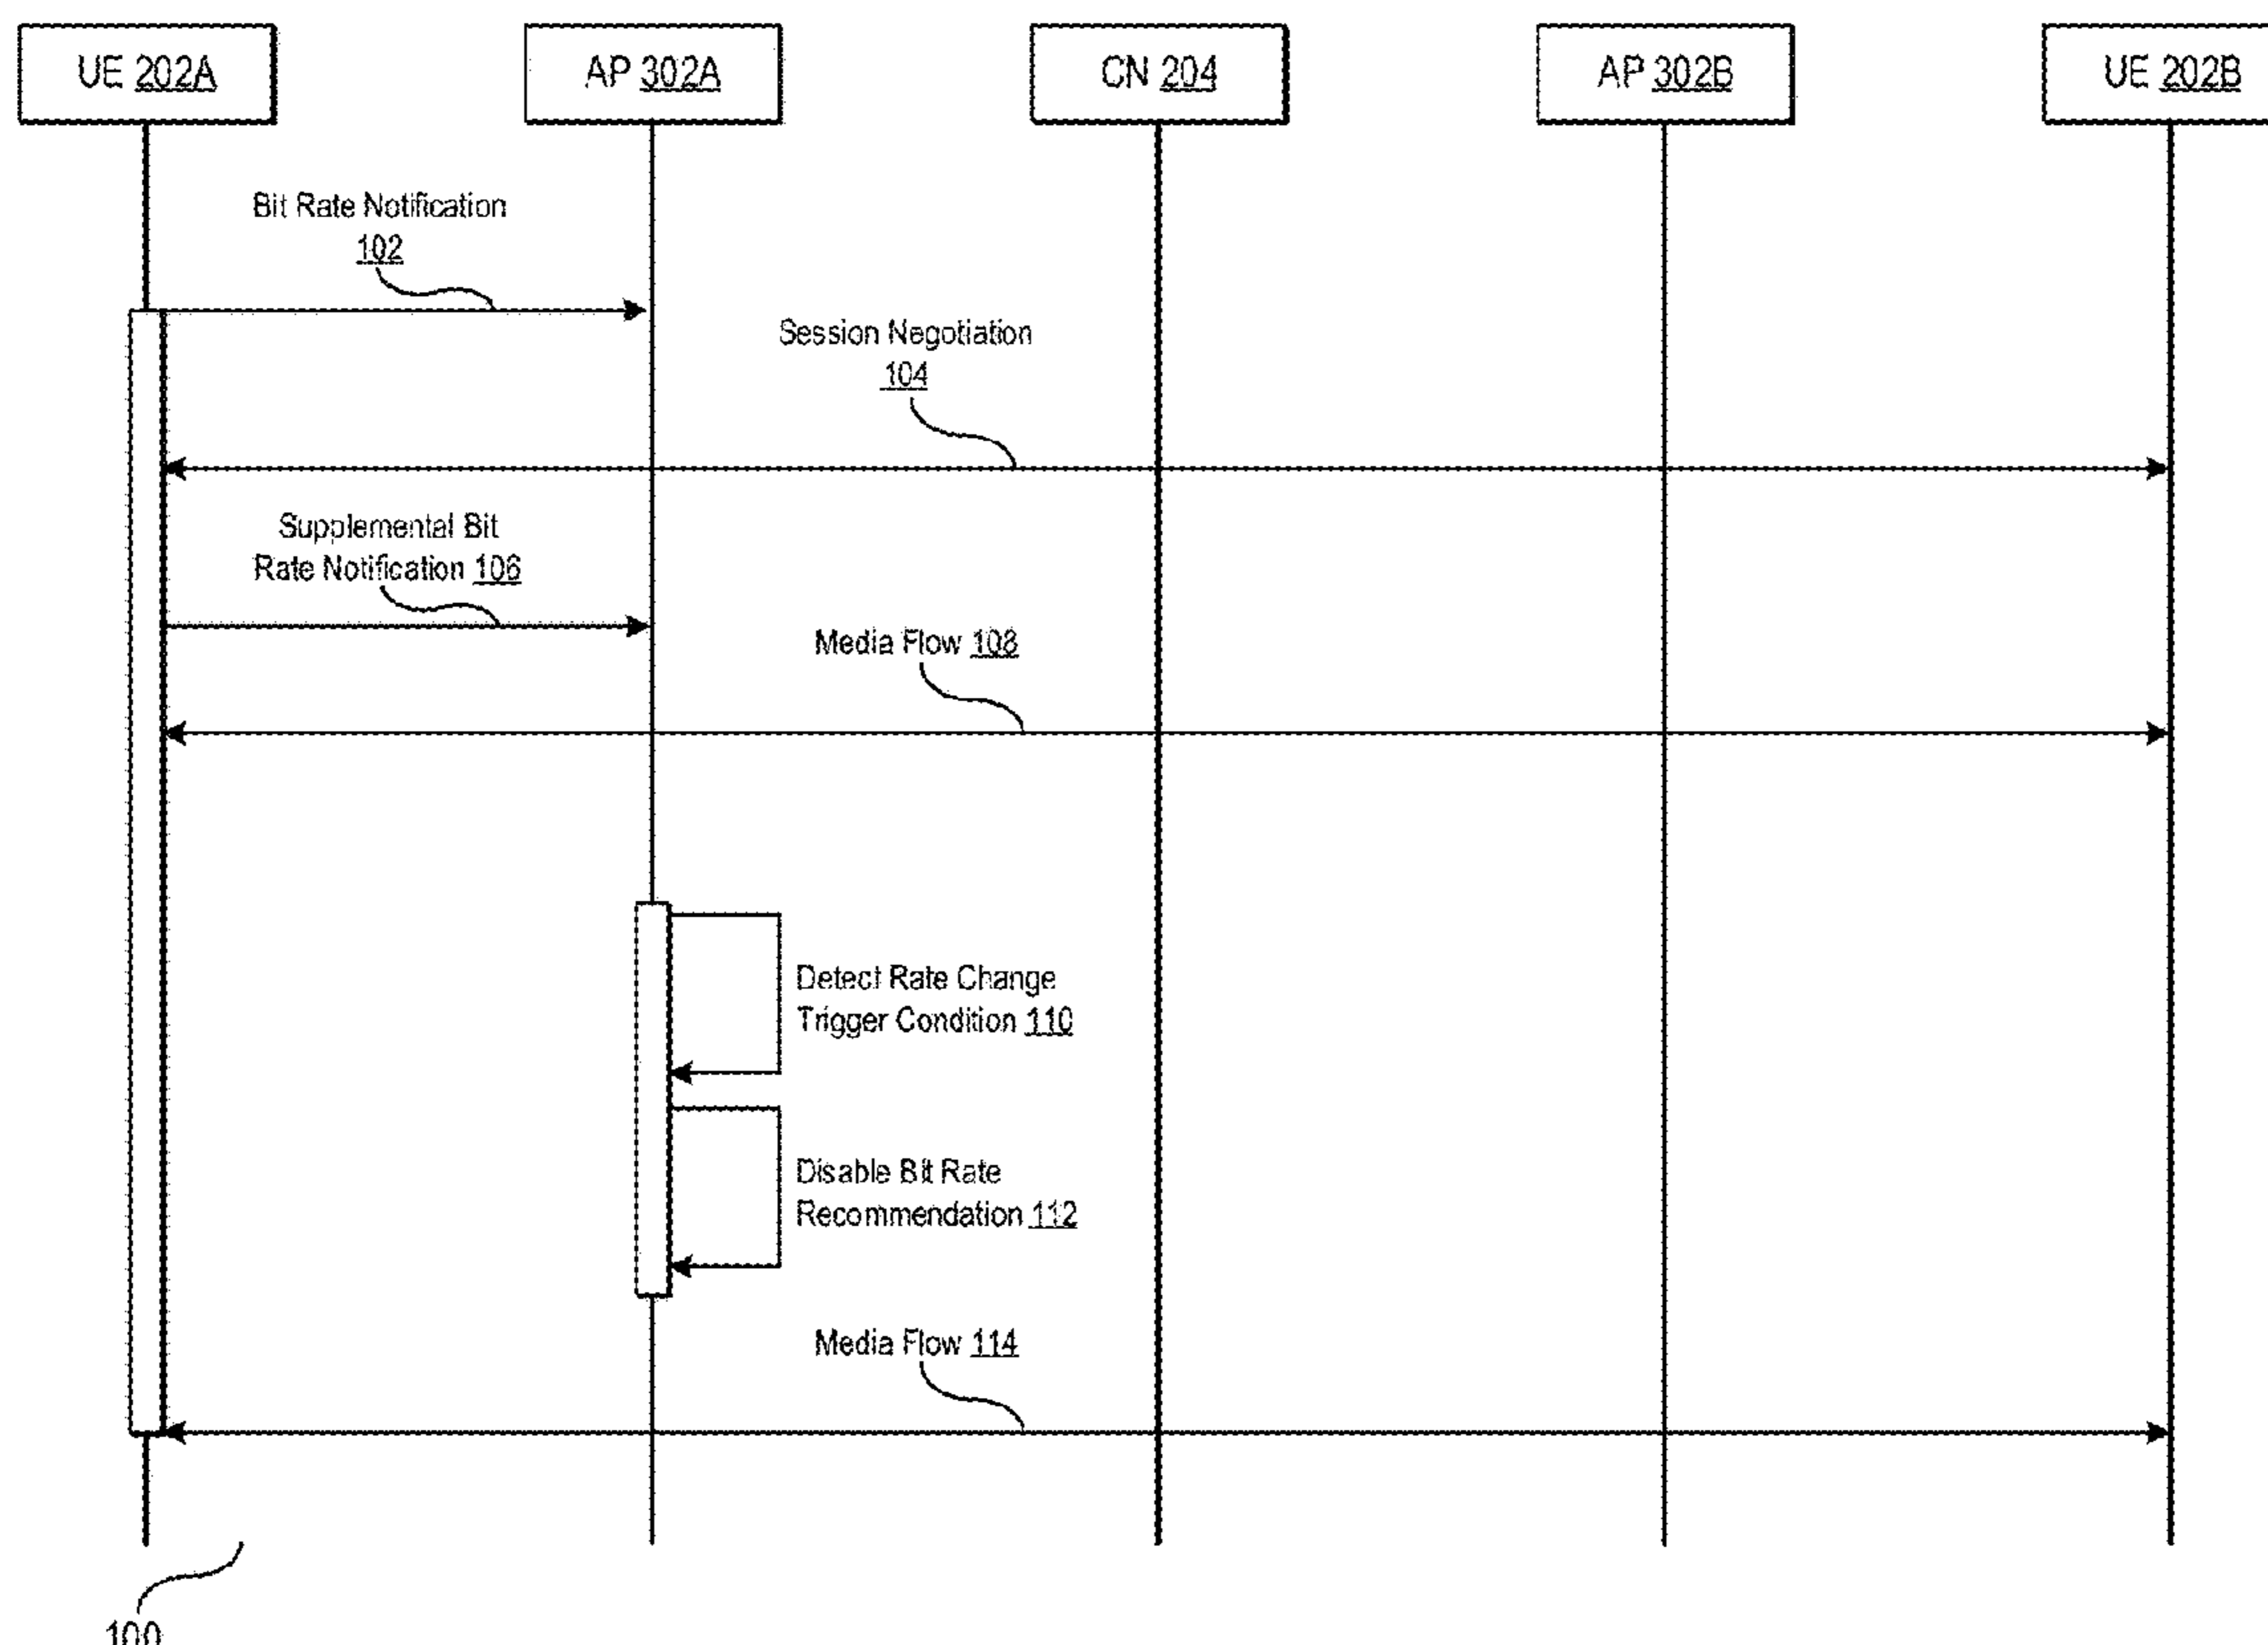 UE 202A
AP 302A
CN 204
AP 302B
UE 202B
Bit Rate Notification
102
Session Negotiation
104
Supplemental Bit
Rate Notification 106
Media Flow 108
Detect Rate Change
Trigger Condition 110
Disable Bit Rate
Recommendation 112
Media Flow 114
100